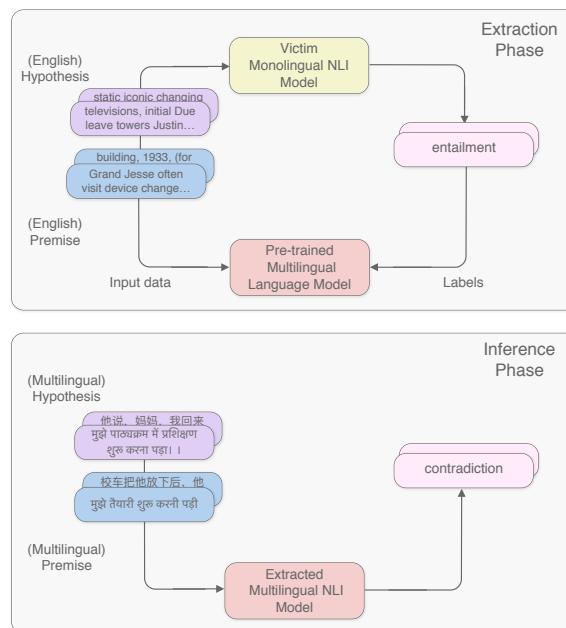 Extraction
Phase
(English)
Hypothesis
Victim
Monolingual NLI
Model
static iconic changing
televisions, initial Due
leave towers Justin…
entailment
building, 1933, (for
Grand Jesse often
visit device change…
(English)
Premise
Pre-trained
Multilingual
Language Model
Input data
Labels
Inference
Phase
(Multilingual)
Hypothesis
他说，妈妈，我回来
मुझे पाठ्यक्रम में प्रशिक्षण
शुरू करना पड़ा। ।
contradiction
校车把他放下后，他
मुझे तैयारी शुरू करनी पड़ी
(Multilingual)
Premise
Extracted
Multilingual NLI
Model